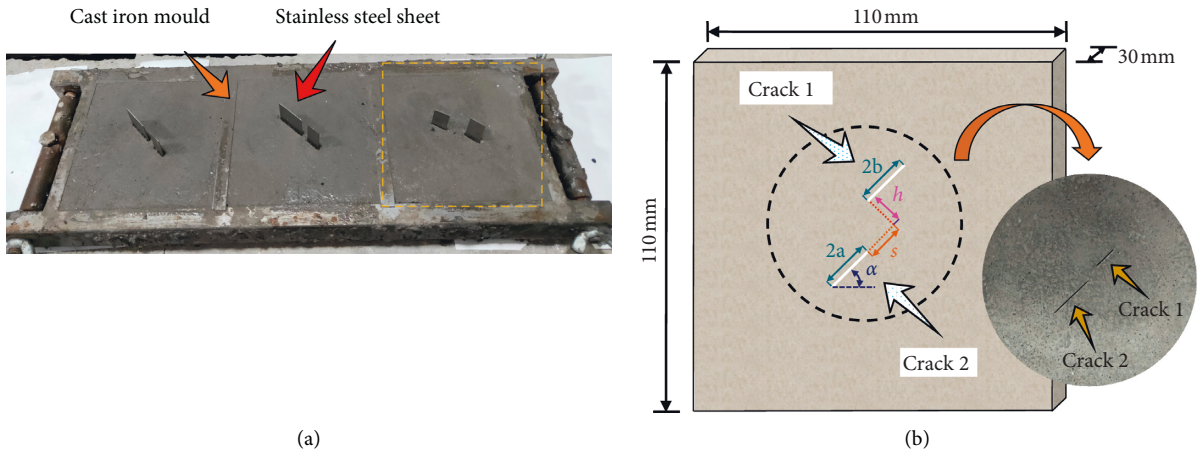 Cast iron mould
Stainless steel sheet
110 mm
30 mm
Crack 1
2b
h
110 mm
2a
s
α
Crack 2
Crack 1
Crack 2
(a)
(b)